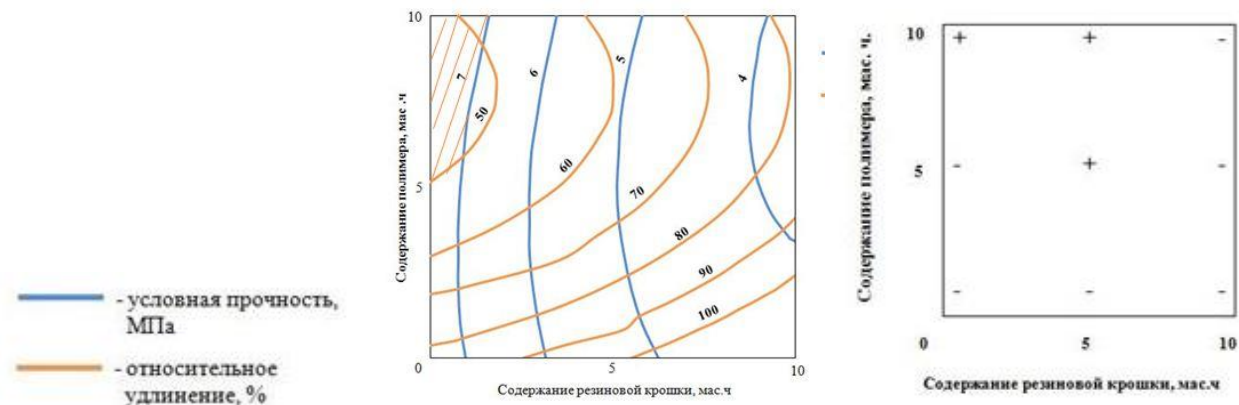 - условная прочность,
МПа
- относительное
удлинение, %
Содержание полимера, мас .ч
10
5
0
7
6
5
4
50
60
70
80
90
100
5
10
Содержание резиновой крошки, мас.ч
Содержание полимера, мас. ч.
10
5
0
+ + -
- + -
- - -
5
10
Содержание резиновой крошки, мас.ч